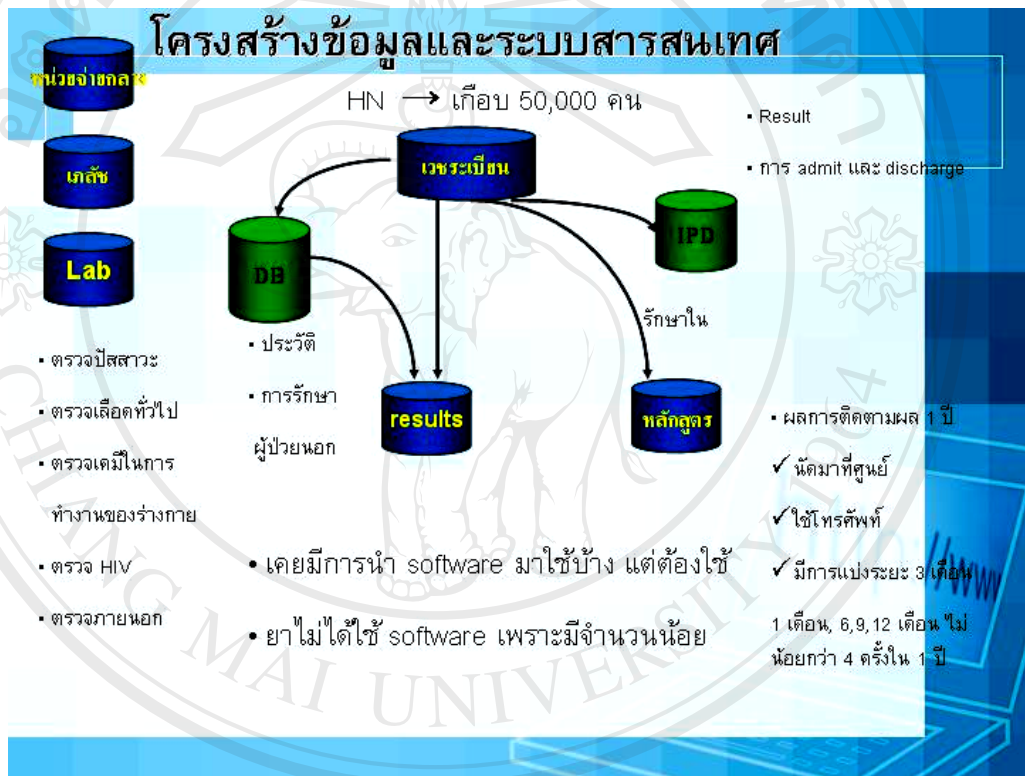 โครงสร้างข้อมูลและระบบสารสนเทศ
หน่วยจ่ายกลาง
HN → เกือบ 50,000 คน
▪ Result
▪ การ admit และ discharge
เภสัช
เวชระเบียน
IPD
Lab
DB
รักษาใน
▪ ประวัติ
▪ การรักษา
ผู้ป่วยนอก
results
หลักสูตร
▪ ตรวจปัสสาวะ
▪ ตรวจเลือดทั่วไป
▪ ตรวจเคมีในการ
ทำงานของร่างกาย
▪ ตรวจ HIV
▪ ตรวจภายนอก
▪ ผลการติดตามผล 1 ปี
✓ นัดมาที่ศูนย์
✓ ใช้โทรศัพท์
✓ มีการแบ่งระยะ 3 เดือน
1 เดือน, 6,9,12 เดือน ไม่
น้อยกว่า 4 ครั้งใน 1 ปี
• เคยมีการนำ software มาใช้บ้าง แต่ต้องใช้
• ยาไม่ได้ใช้ software เพราะมีจำนวนน้อย
CHIANG MAI UNIVERSITY 1964